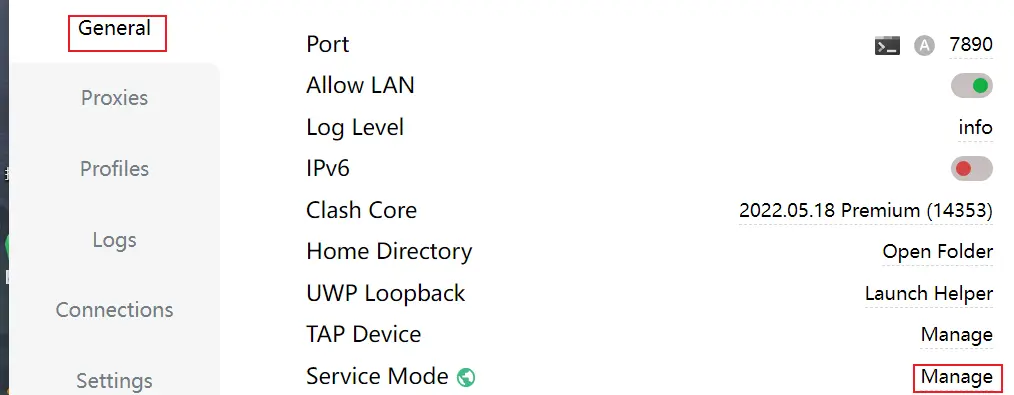 General
Proxies
Profiles
Logs
Connections
Settings
Port A 7890
Allow LAN
Log Level info
IPv6
Clash Core 2022.05.18 Premium (14353)
Home Directory Open Folder
UWP Loopback Launch Helper
TAP Device Manage
Service Mode Manage